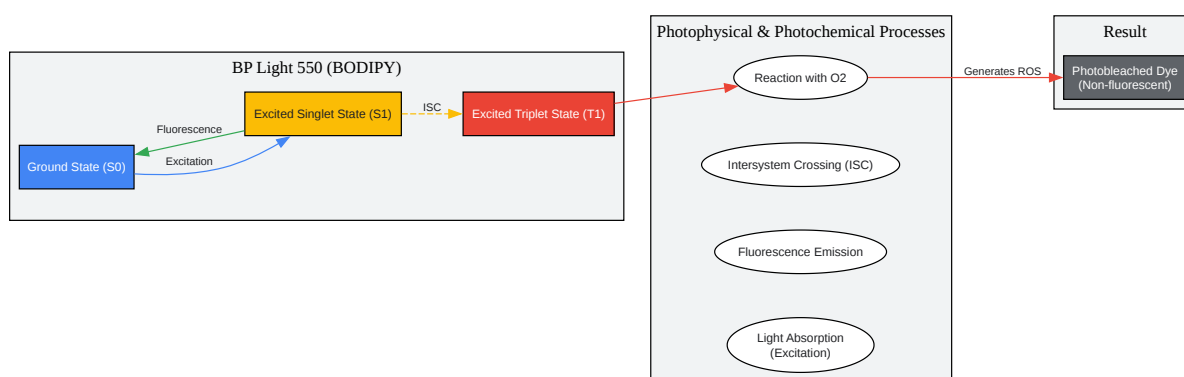 BP Light 550 (BODIPY)
Ground State (S0)
Fluorescence
Excitation
Excited Singlet State (S1)
ISC
Excited Triplet State (T1)
Photophysical & Photochemical Processes
Reaction with O2
Intersystem Crossing (ISC)
Fluorescence Emission
Light Absorption
(Excitation)
Generates ROS
Result
Photobleached Dye
(Non-fluorescent)